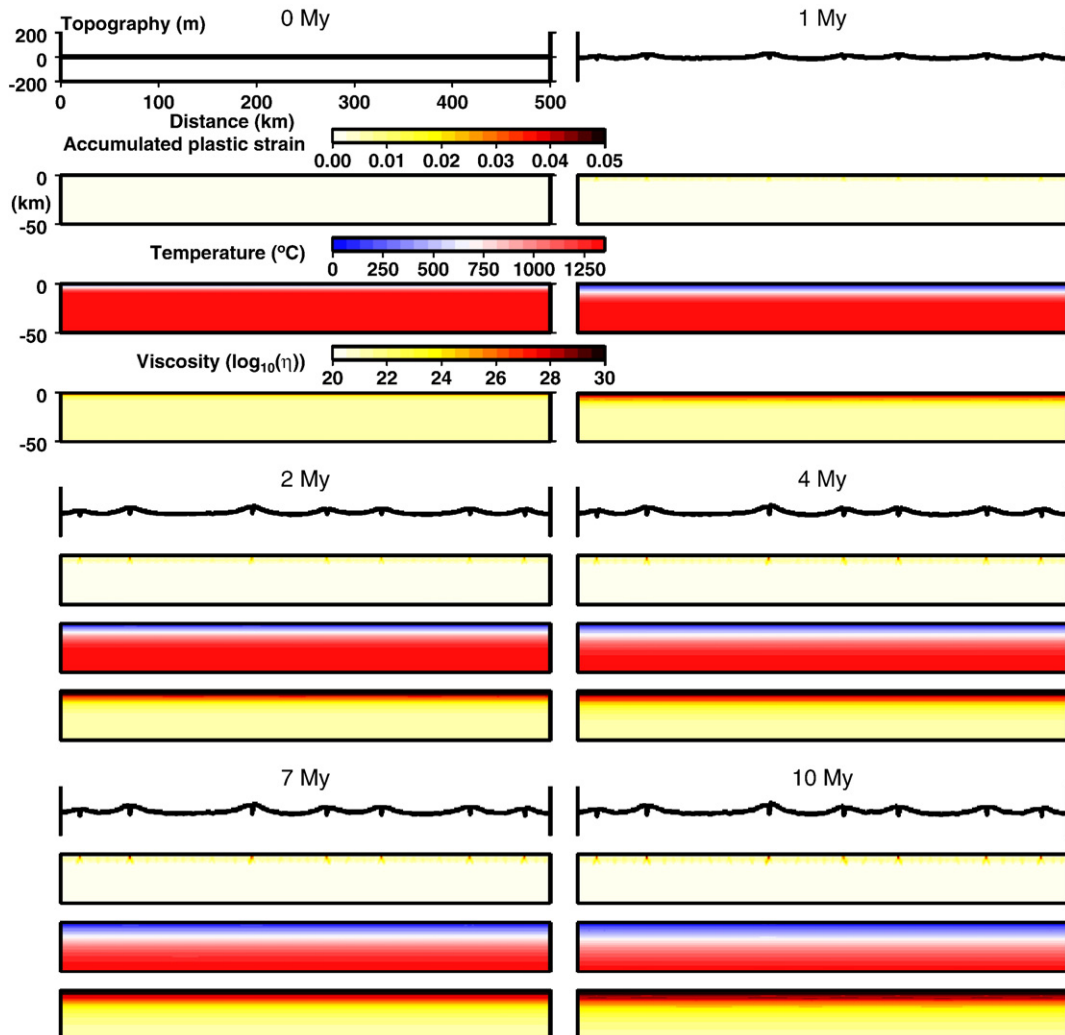 0 My
1 My
Topography (m)
200
0
-200
0 100 200 300 400 500
Distance (km)
Accumulated plastic strain
0.00 0.01 0.02 0.03 0.04 0.05
0
(km)
-50
Temperature (°C)
0 250 500 750 1000 1250
0
-50
Viscosity (log₁₀(η))
20 22 24 26 28 30
0
-50
2 My
4 My
7 My
10 My